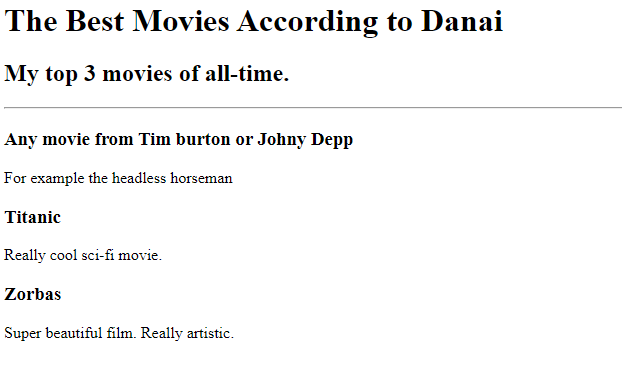 The Best Movies According to Danai
My top 3 movies of all-time.
Any movie from Tim burton or Johny Depp
For example the headless horseman
Titanic
Really cool sci-fi movie.
Zorbas
Super beautiful film. Really artistic.